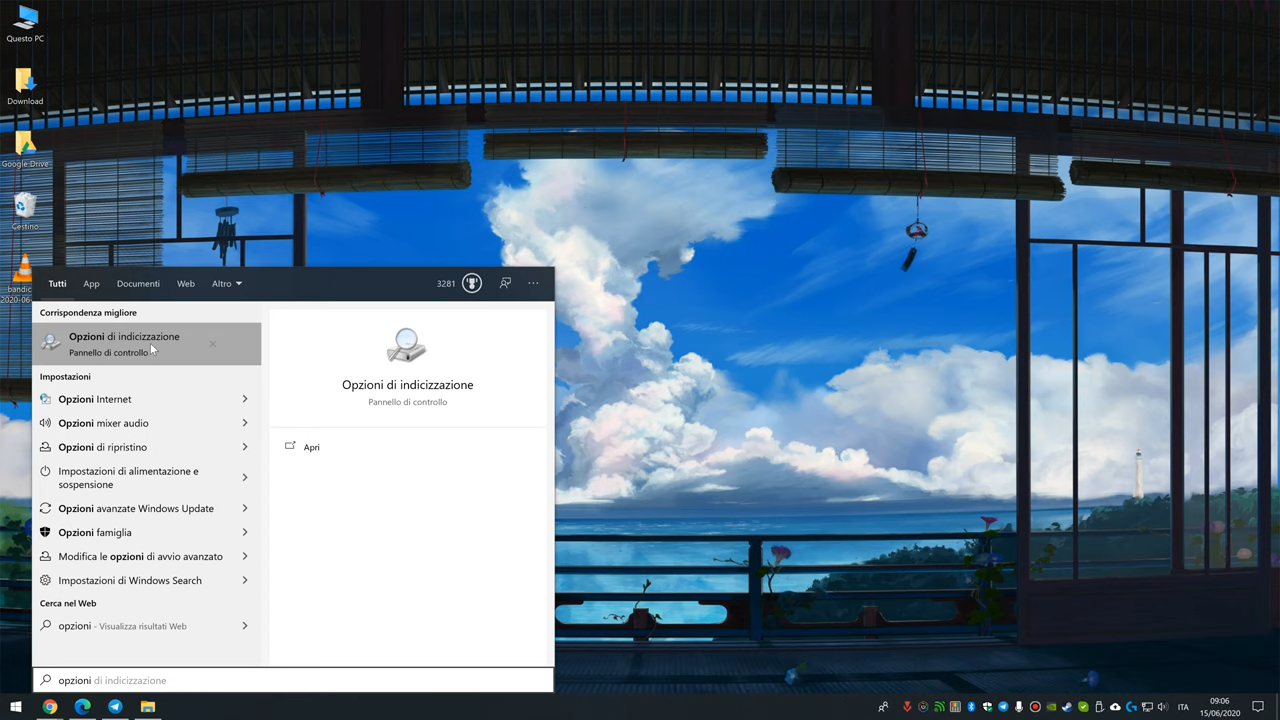 Questo PC
Download
Google Drive
Cestino
bandic
2020-06
Tutti App Documenti Web Altro 3281
Corrispondenza migliore
Opzioni di indicizzazione
Pannello di controllo
Impostazioni
Opzioni Internet
Opzioni mixer audio
Opzioni di ripristino
Impostazioni di alimentazione e
sospensione
Opzioni avanzate Windows Update
Opzioni famiglia
Modifica le opzioni di avvio avanzato
Impostazioni di Windows Search
Cerca nel Web
opzioni - Visualizza risultati Web
Opzioni di indicizzazione
Pannello di controllo
Apri
opzioni di indicizzazione
ITA
09:06
15/06/2020